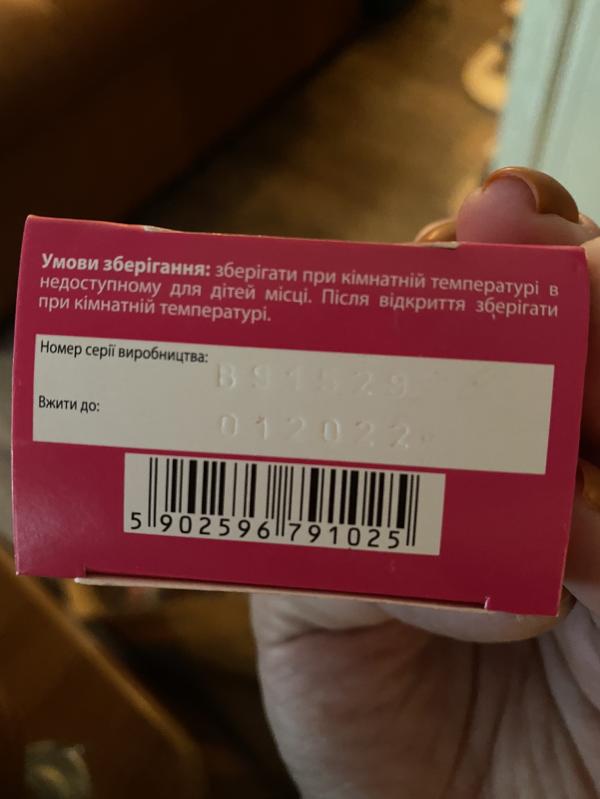 Умови зберігання: зберігати при кімнатній температурі в
недоступному для дітей місці. Після відкриття зберігати
при кімнатній температурі.
Номер серії виробництва: B91529
Вжити до: 012022
5 902596 791025